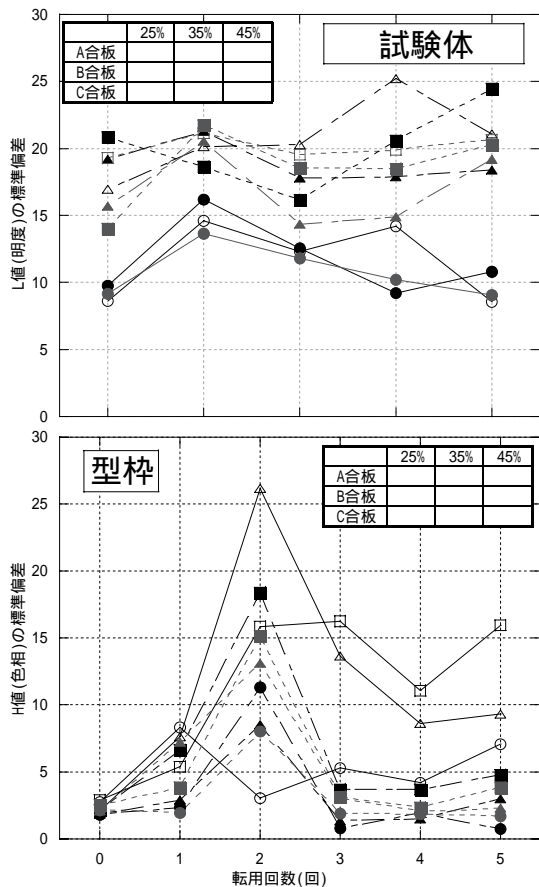 30
25% 35% 45%
A合板
B合板
C合板
試験体
25
20
15
10
5
0
L値(明度)の標準偏差
30
型枠
25% 35% 45%
A合板
B合板
C合板
25
20
15
10
5
0
H値(色相)の標準偏差
0 1 2 3 4 5
転用回数(回)